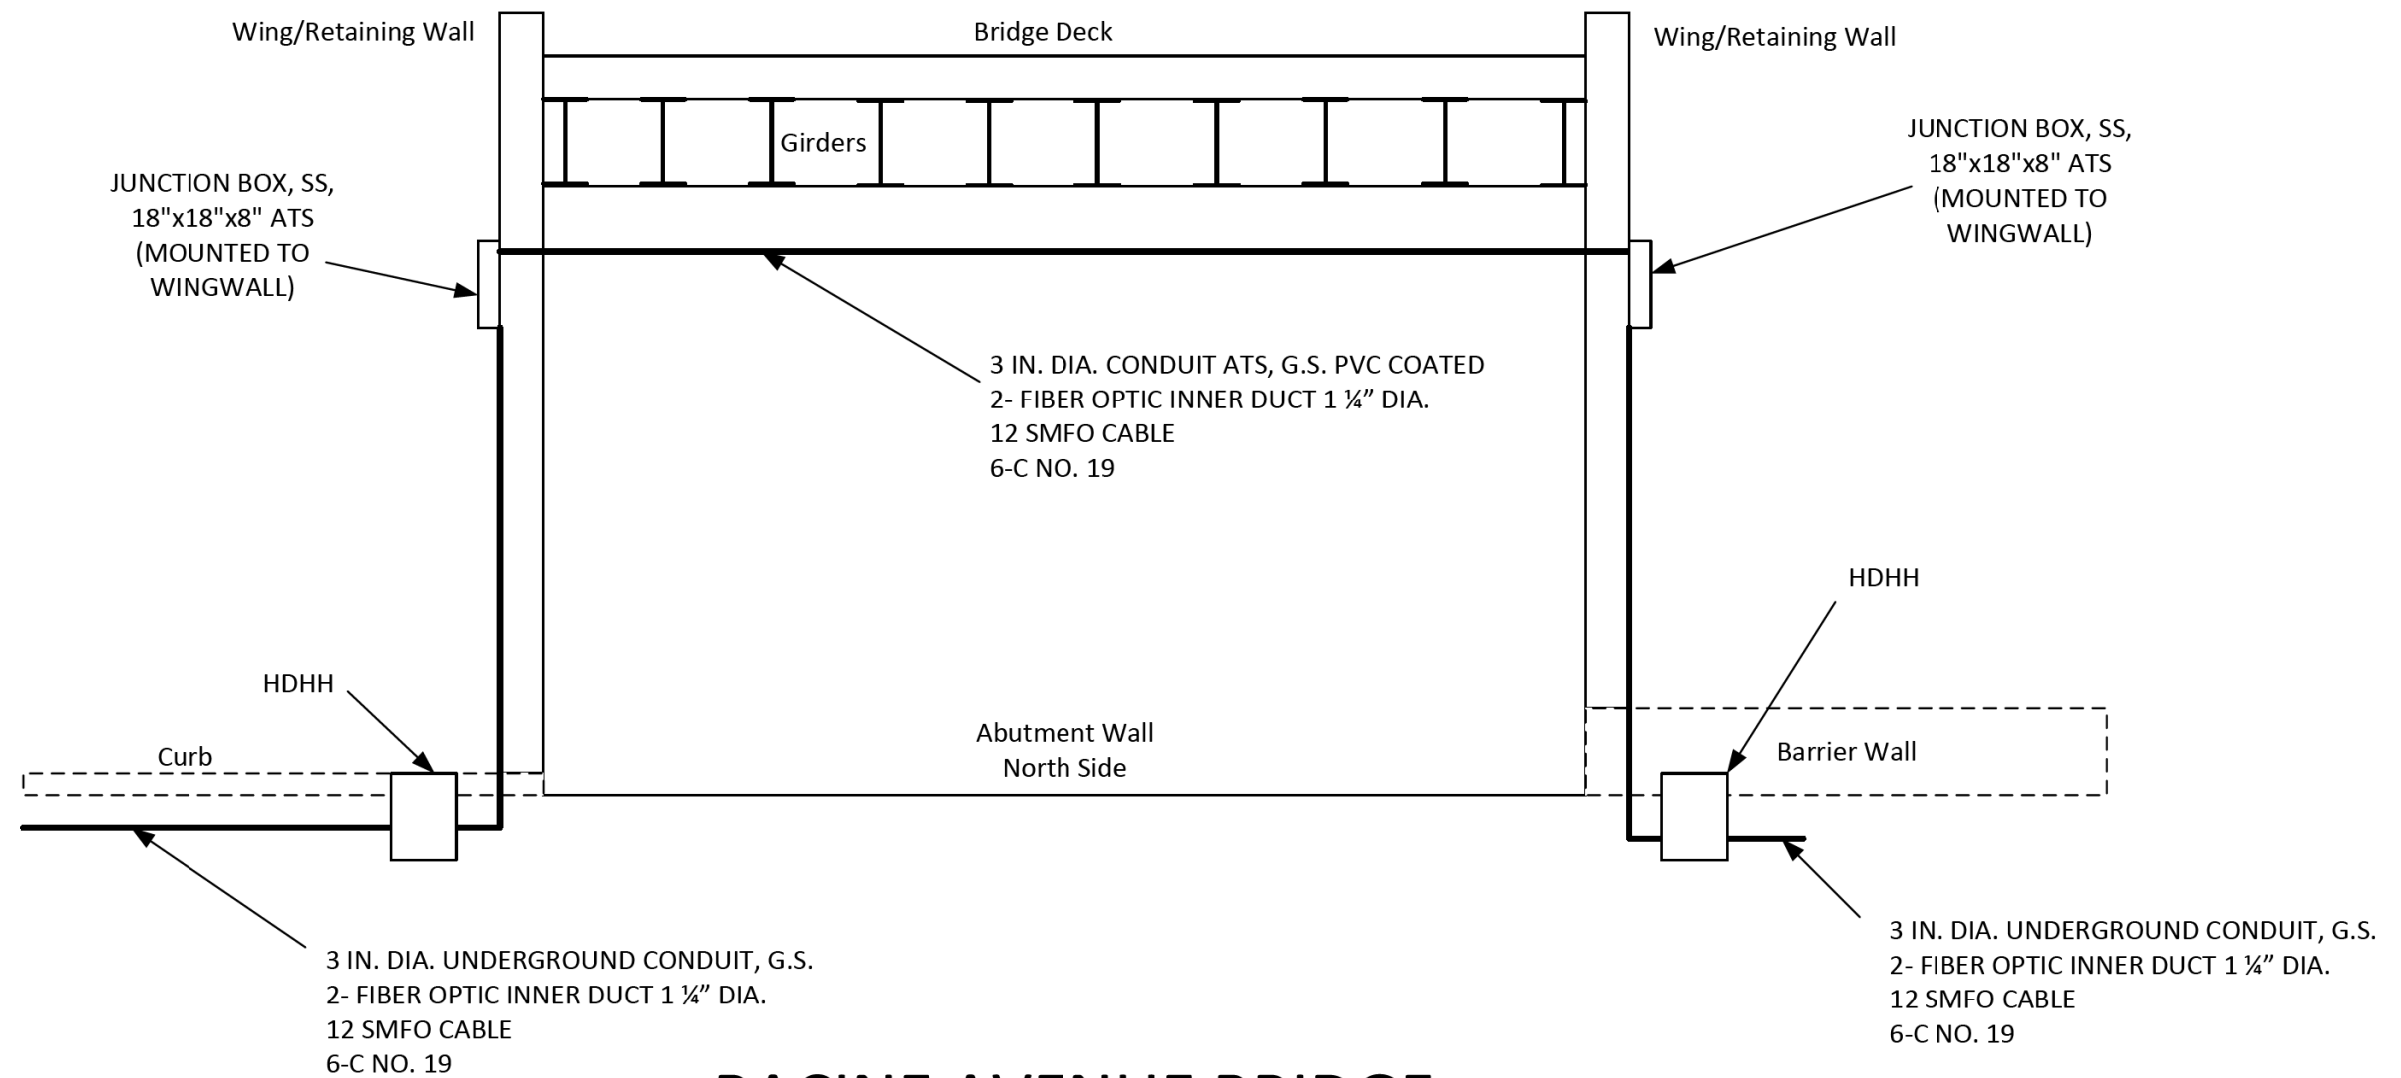 Wing/Retaining Wall
Bridge Deck
Wing/Retaining Wall
Girders
JUNCTION BOX, SS,
18"x18"x8" ATS
(MOUNTED TO
WINGWALL)
JUNCTION BOX, SS,
18"x18"x8" ATS
(MOUNTED TO
WINGWALL)
3 IN. DIA. CONDUIT ATS, G.S. PVC COATED
2- FIBER OPTIC INNER DUCT 1 ¼” DIA.
12 SMFO CABLE
6-C NO. 19
HDHH
HDHH
Curb
Abutment Wall
North Side
Barrier Wall
3 IN. DIA. UNDERGROUND CONDUIT, G.S.
2- FIBER OPTIC INNER DUCT 1 ¼” DIA.
12 SMFO CABLE
6-C NO. 19
3 IN. DIA. UNDERGROUND CONDUIT, G.S.
2- FIBER OPTIC INNER DUCT 1 ¼” DIA.
12 SMFO CABLE
6-C NO. 19
RACINE AVENUE BRIDGE